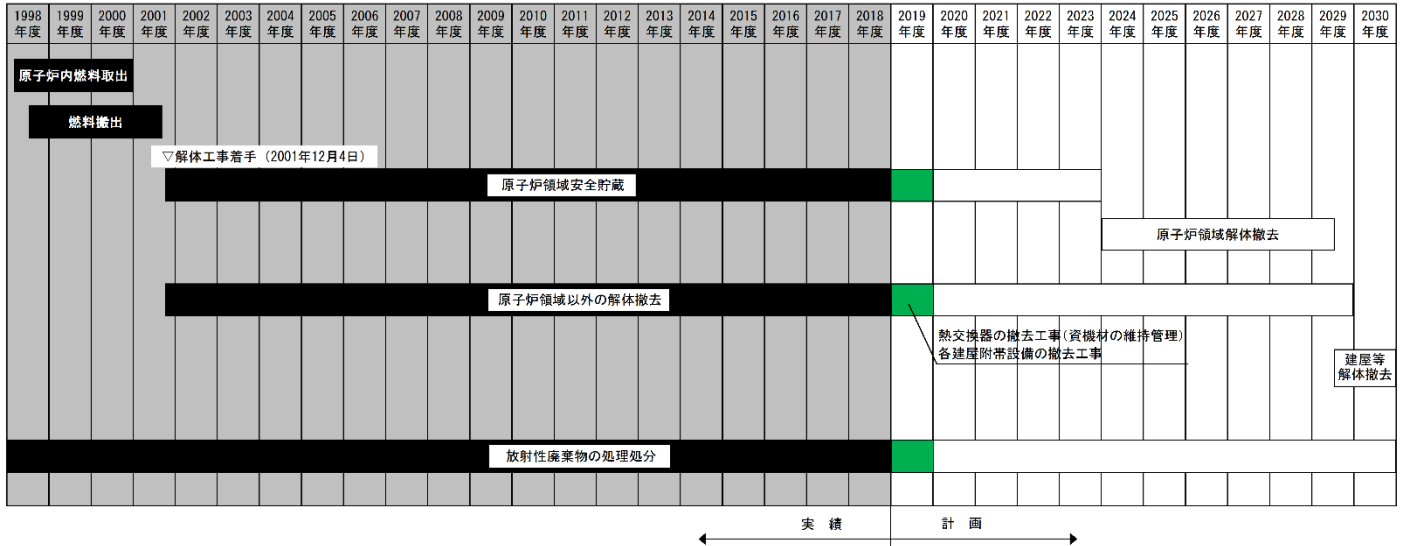 1998 1999 2000 2001 2002 2003 2004 2005 2006 2007 2008 2009 2010 2011 2012 2013 2014 2015 2016 2017 2018 2019 2020 2021 2022 2023 2024 2025 2026 2027 2028 2029 2030
年度 年度 年度 年度 年度 年度 年度 年度 年度 年度 年度 年度 年度 年度 年度 年度 年度 年度 年度 年度 年度 年度 年度 年度 年度 年度 年度 年度 年度 年度 年度 年度 年度
原子炉内燃料取出
燃料搬出
▽解体工事着手（2001年12月4日）
原子炉領域安全貯蔵
原子炉領域解体撤去
原子炉領域以外の解体撤去
熱交換器の撤去工事（資機材の維持管理）
各建屋附帯設備の撤去工事
建屋等
解体撤去
放射性廃棄物の処理処分
実 績 計 画